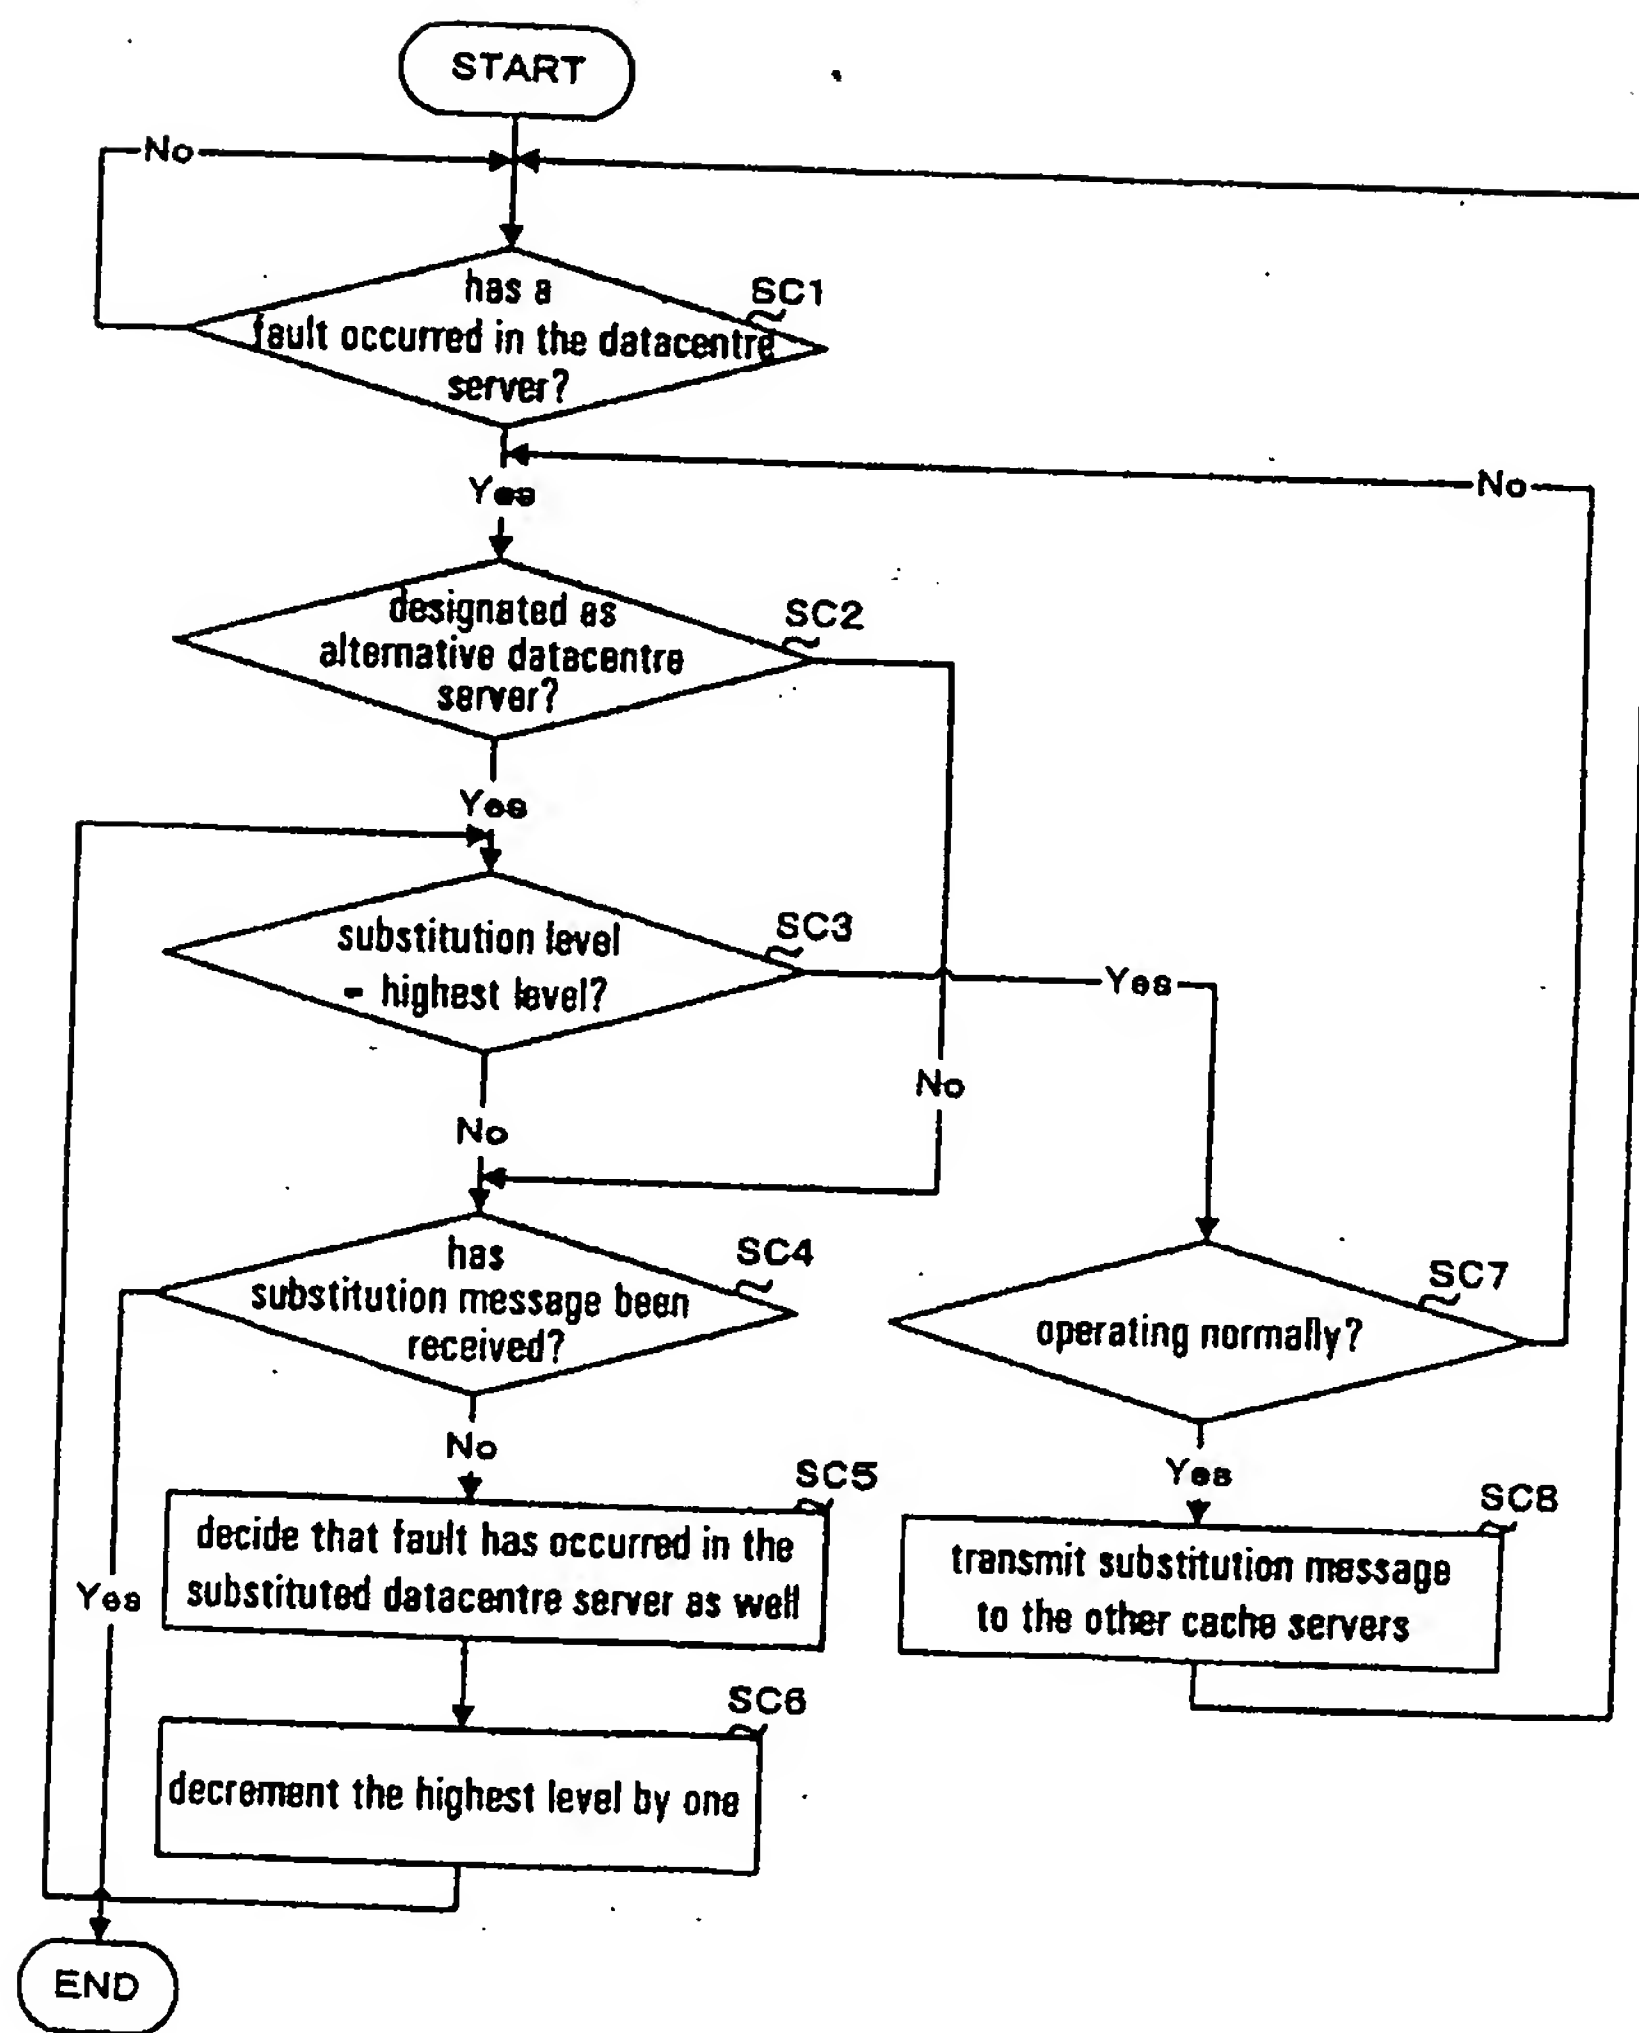 START
No
has a
fault occurred in the datacentre
server?
SC1
Yes
No
designated as
alternative datacentre
server?
SC2
Yes
substitution level
= highest level?
SC3
Yes
No
No
has
substitution message been
received?
SC4
operating normally?
SC7
No
Yes
decide that fault has occurred in the
substituted datacentre server as well
SC5
transmit substitution message
to the other cache servers
SC8
Yes
decrement the highest level by one
SC6
END